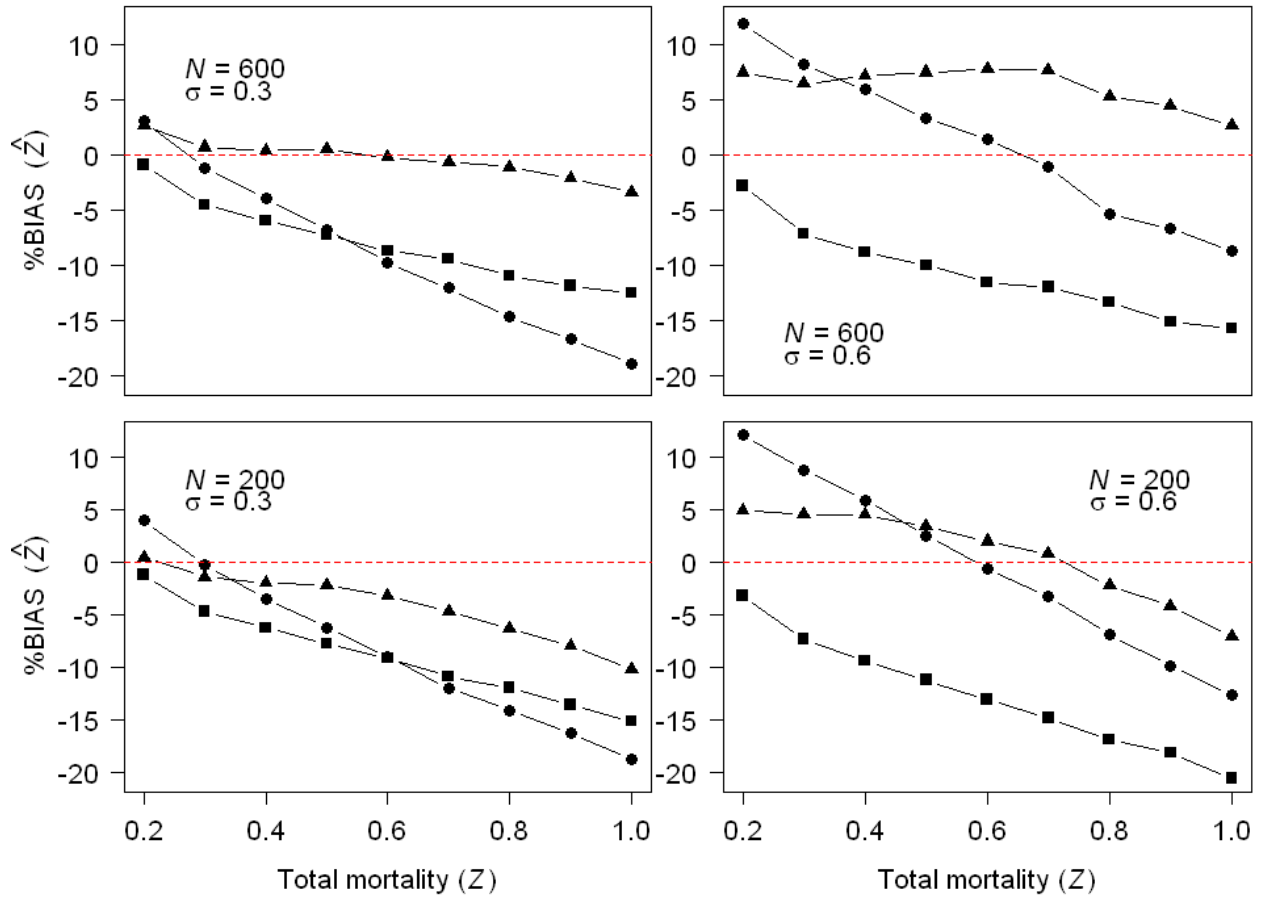 N = 600
σ = 0.3
10
5
0
-5
-10
-15
-20
%BIAS (Ẑ)
N = 600
σ = 0.6
10
5
0
-5
-10
-15
-20
N = 200
σ = 0.3
10
5
0
-5
-10
-15
-20
%BIAS (Ẑ)
0.2 0.4 0.6 0.8 1.0
Total mortality (Z)
N = 200
σ = 0.6
10
5
0
-5
-10
-15
-20
0.2 0.4 0.6 0.8 1.0
Total mortality (Z)